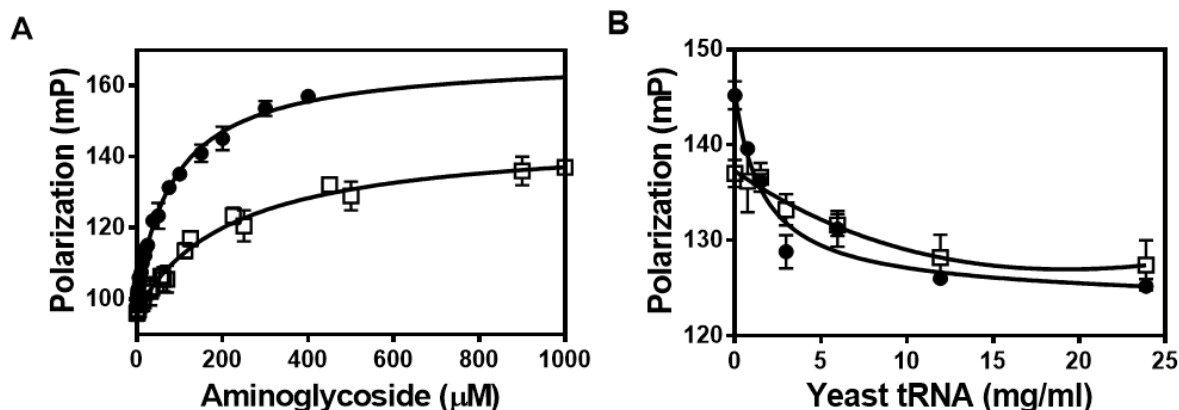 A
Polarization (mP)
160
140
120
100
0 200 400 600 800 1000
Aminoglycoside (μM)
B
Polarization (mP)
150
140
130
120
0 5 10 15 20 25
Yeast tRNA (mg/ml)